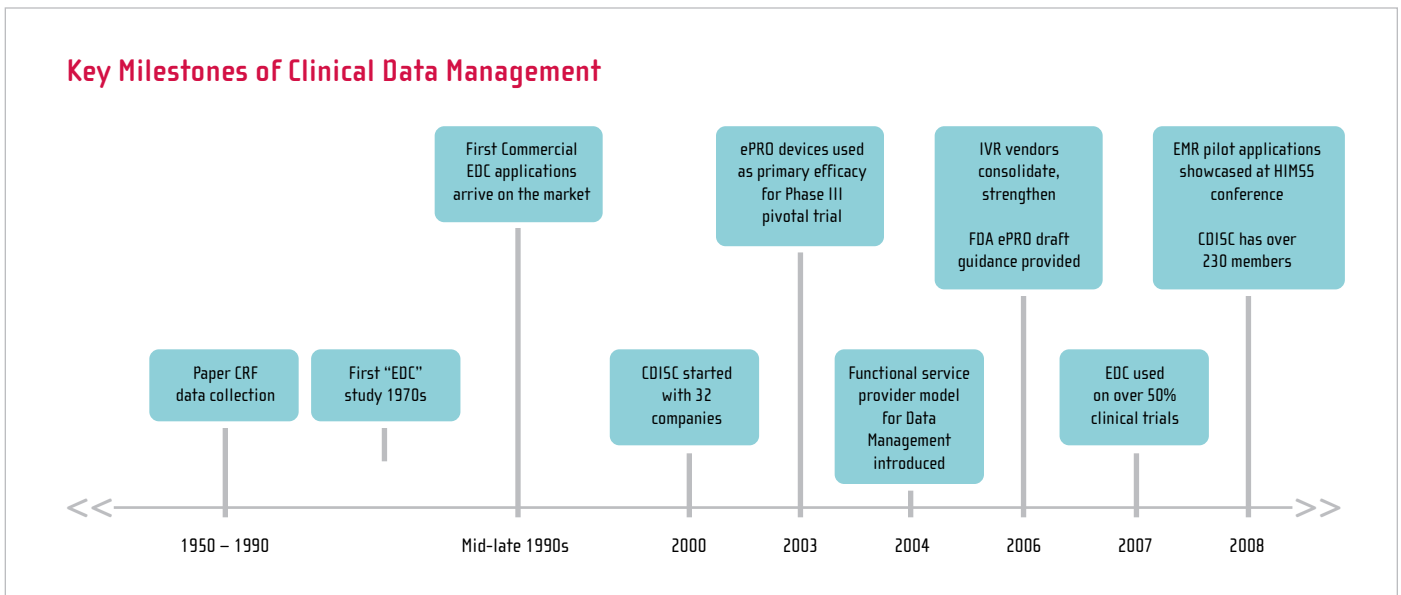 Key Milestones of Clinical Data Management
First Commercial
EDC applications
arrive on the market
ePRO devices used
as primary efficacy
for Phase III
pivotal trial
IVR vendors
consolidate,
strengthen
FDA ePRO draft
guidance provided
EMR pilot applications
showcased at HIMSS
conference
CDISC has over
230 members
Paper CRF
data collection
First “EDC”
study 1970s
CDISC started
with 32
companies
Functional service
provider model
for Data
Management
introduced
EDC used
on over 50%
clinical trials
1950 – 1990
Mid-late 1990s
2000
2003
2004
2006
2007
2008